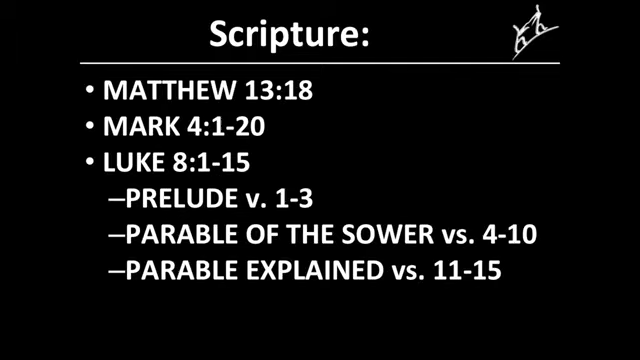 Scripture:
• MATTHEW 13:18
• MARK 4:1-20
• LUKE 8:1-15
–PRELUDE v. 1-3
–PARABLE OF THE SOWER vs. 4-10
–PARABLE EXPLAINED vs. 11-15